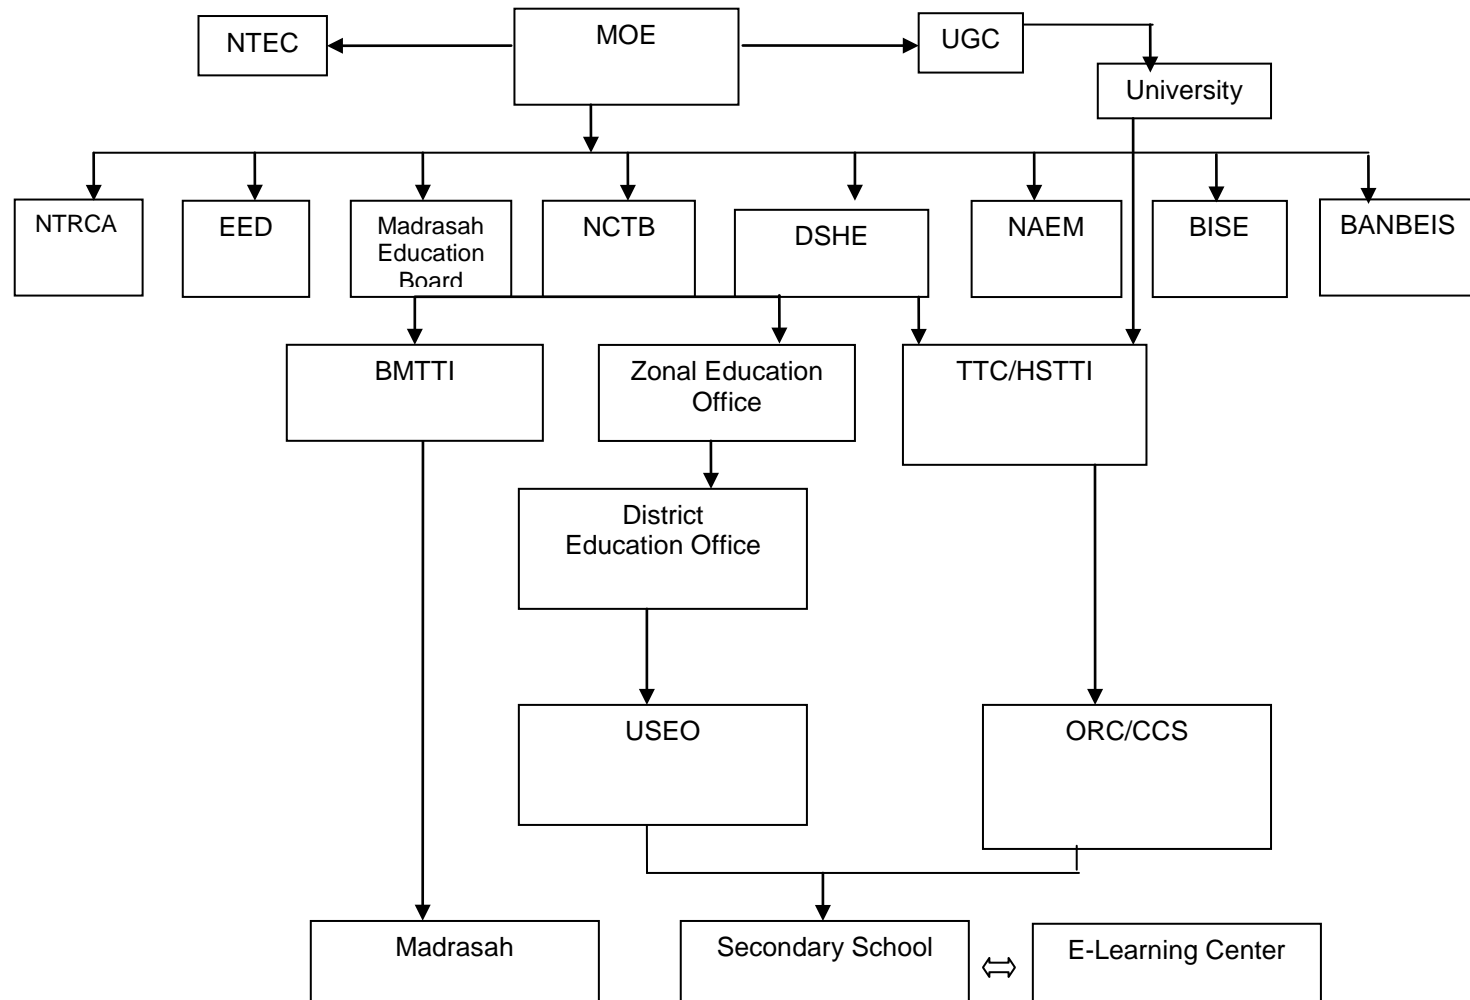 NTEC
MOE
UGC
University
NTRCA
EED
Madrasah
Education
Board
NCTB
DSHE
NAEM
BISE
BANBEIS
BMTTI
Zonal Education
Office
TTC/HSTTI
District
Education Office
USEO
ORC/CCS
Madrasah
Secondary School
E-Learning Center